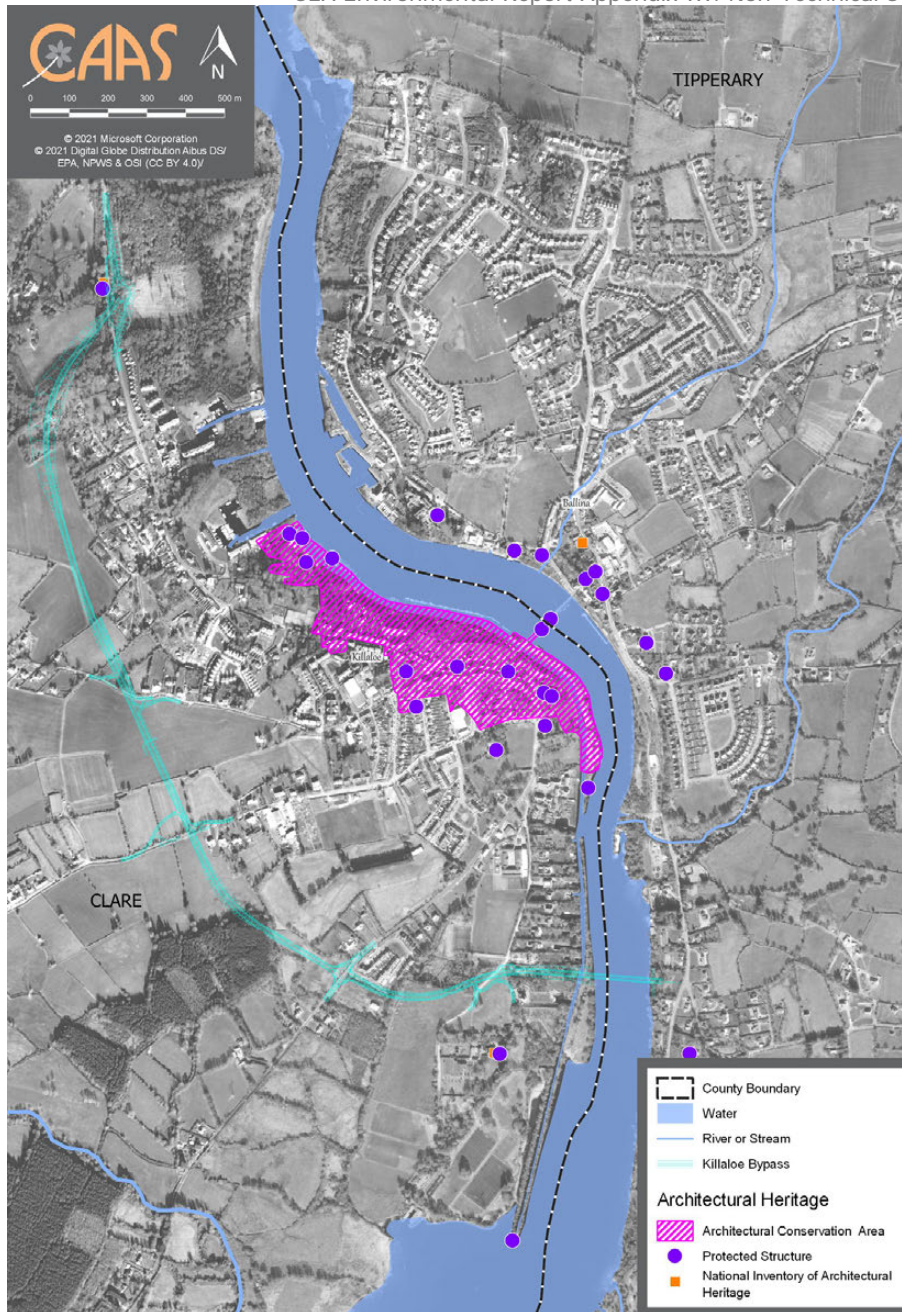 CAAS
N
0 100 200 300 400 500 m
© 2021 Microsoft Corporation
© 2021 Digital Globe Distribution Aibus DS/
EPA, NPWS & OSI (CC BY 4.0)/
TIPPERARY
Ballina
Killaloe
CLARE
County Boundary
Water
River or Stream
Killaloe Bypass
Architectural Heritage
Architectural Conservation Area
Protected Structure
National Inventory of Architectural
Heritage